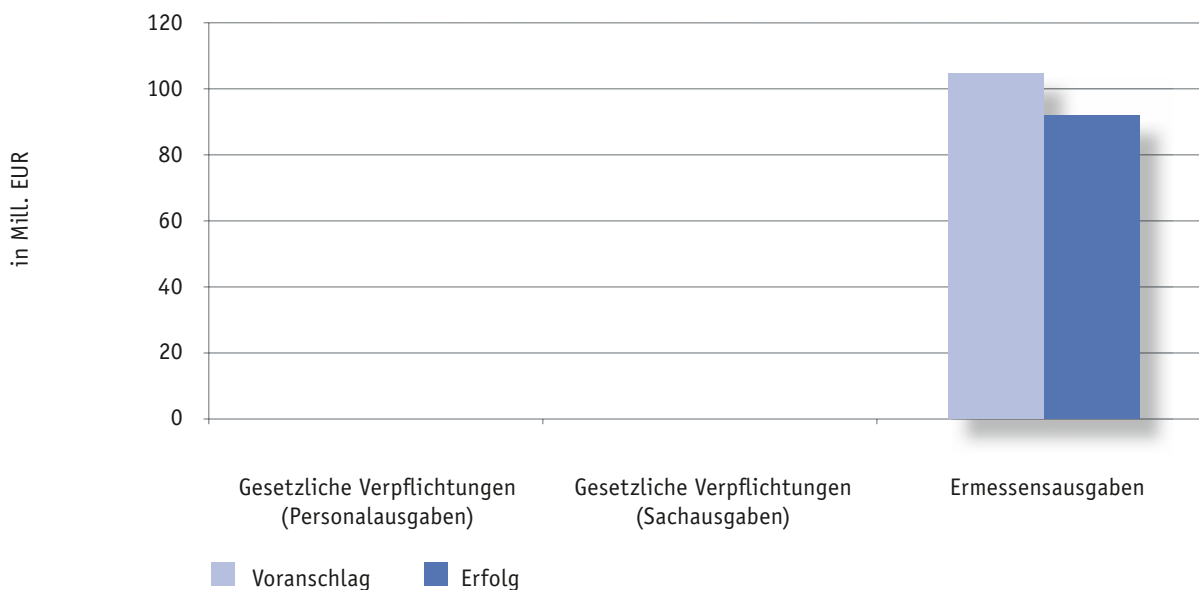 in Mill. EUR
120
100
80
60
40
20
0
Gesetzliche Verpflichtungen
(Personalausgaben)
Gesetzliche Verpflichtungen
(Sachausgaben)
Ermessensausgaben
Voranschlag
Erfolg